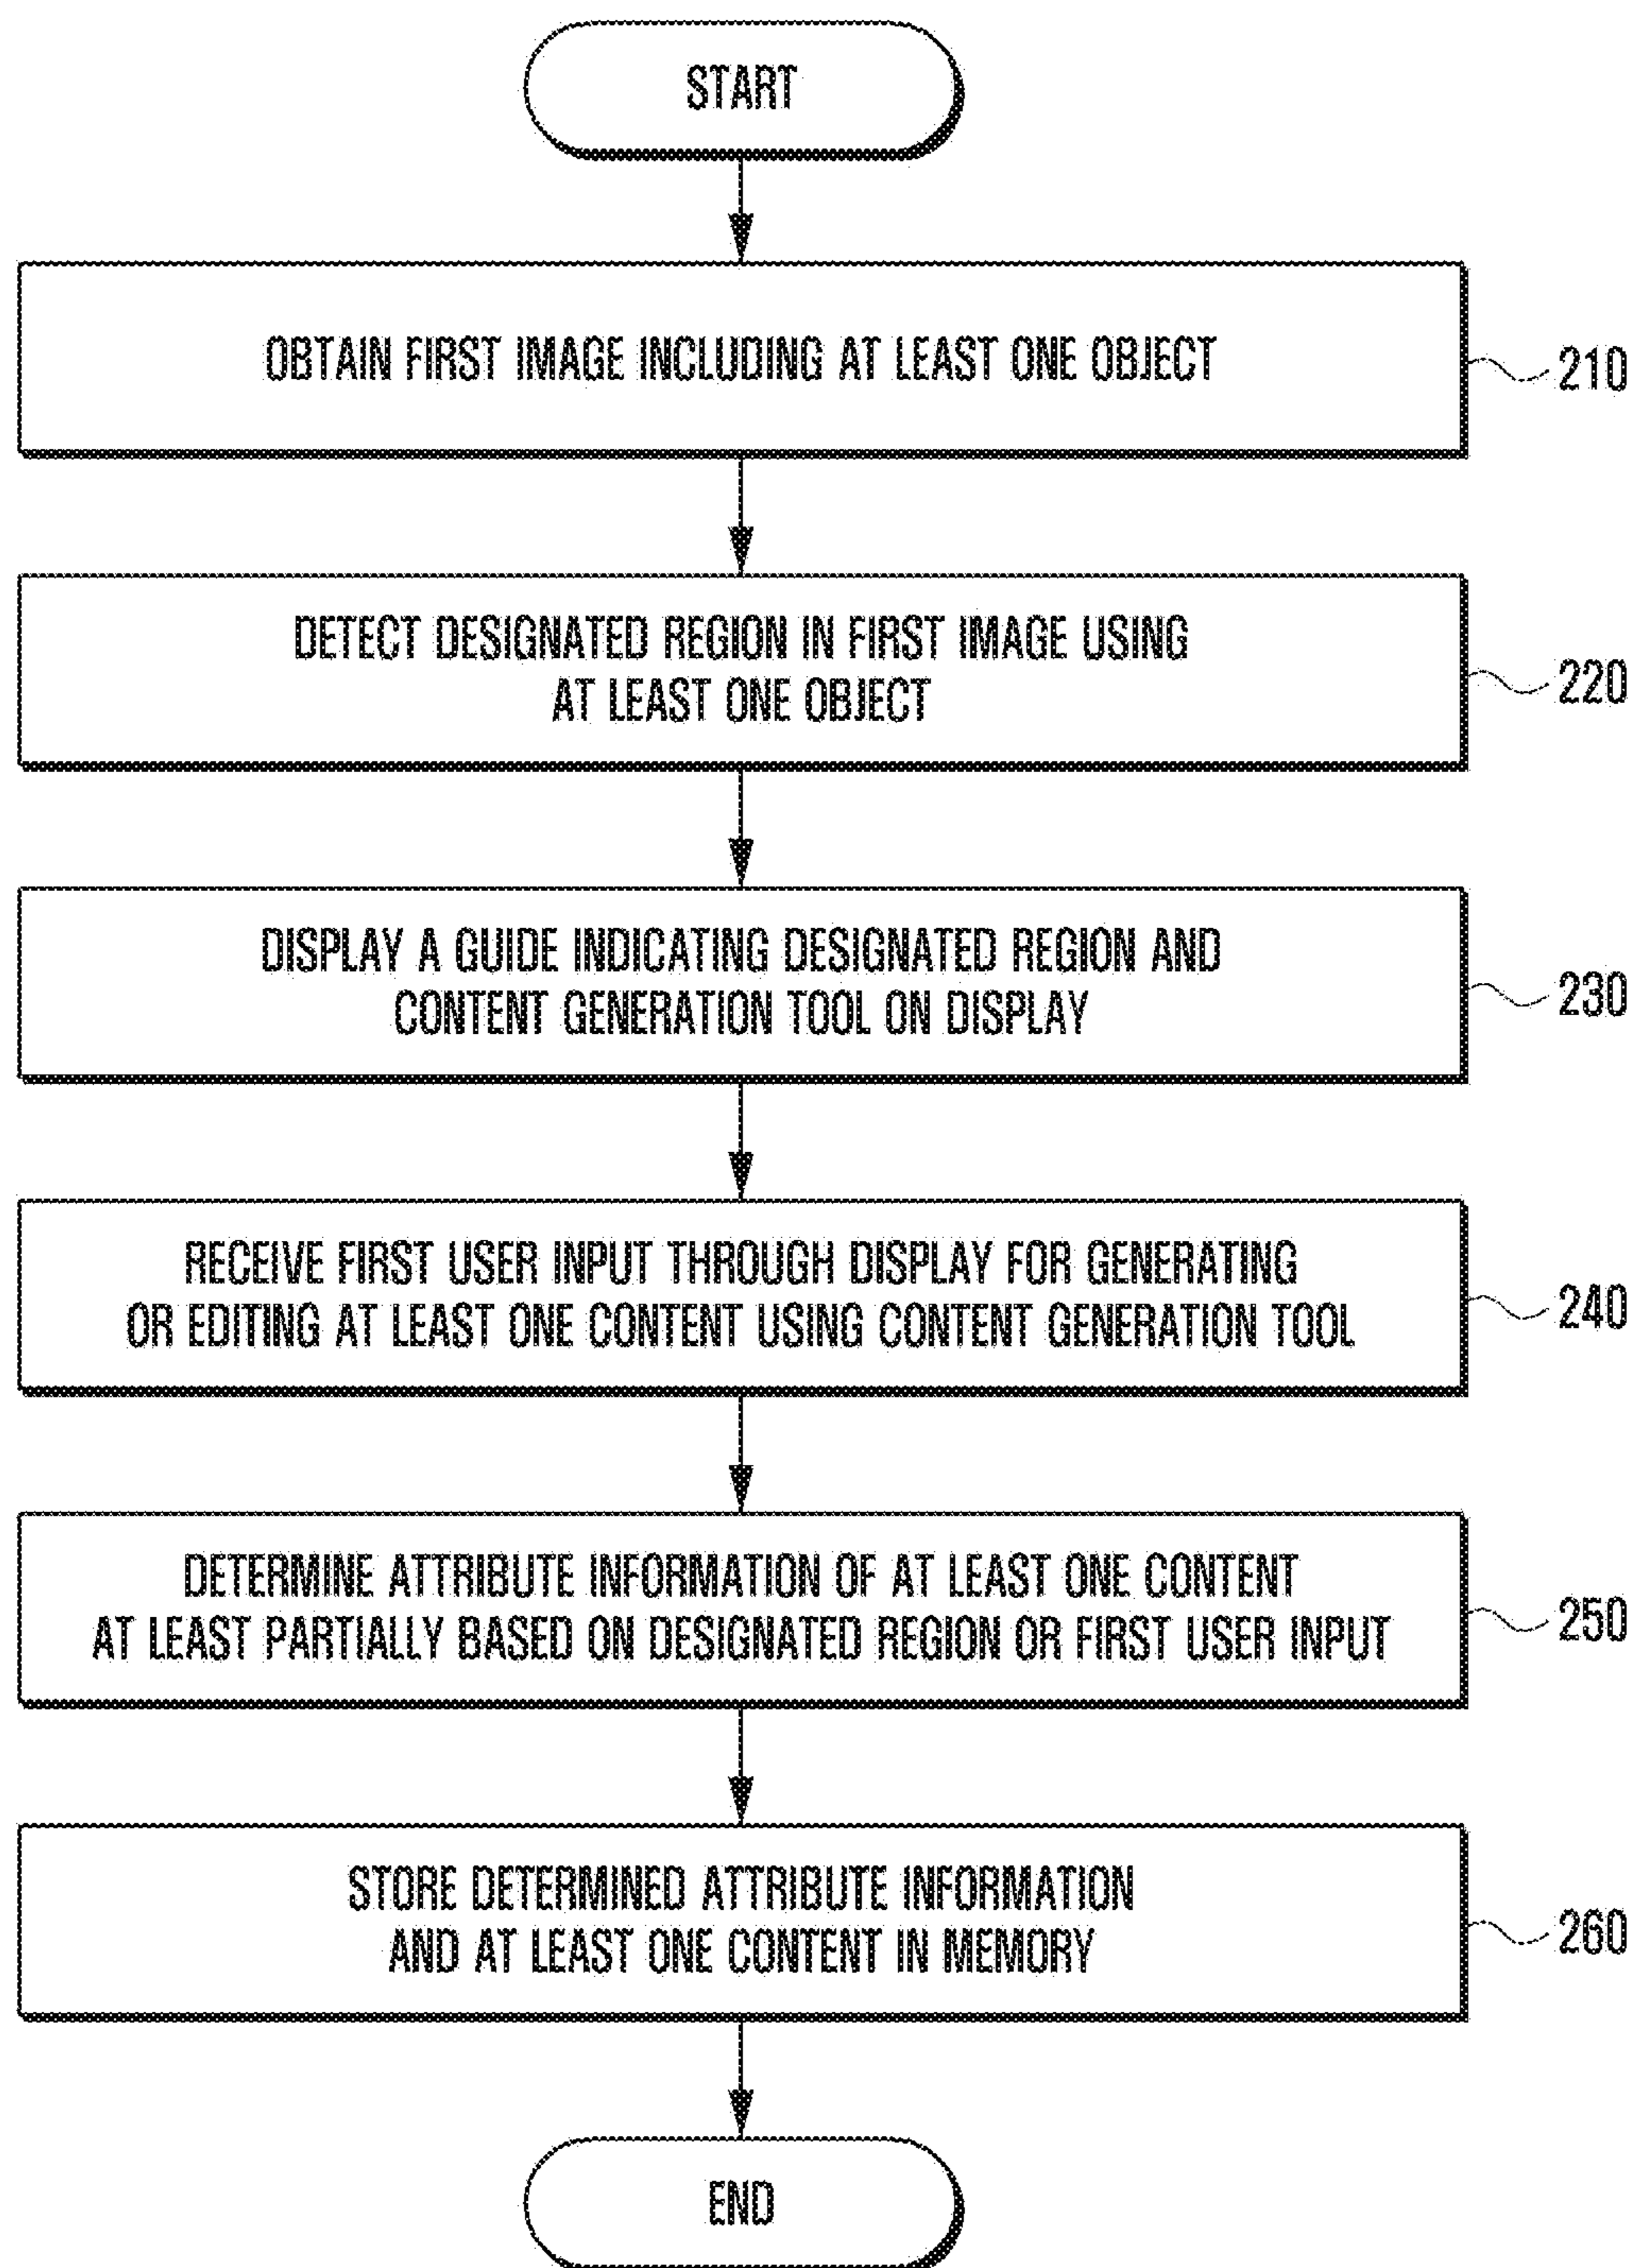 START
OBTAIN FIRST IMAGE INCLUDING AT LEAST ONE OBJECT
210
DETECT DESIGNATED REGION IN FIRST IMAGE USING
AT LEAST ONE OBJECT
220
DISPLAY A GUIDE INDICATING DESIGNATED REGION AND
CONTENT GENERATION TOOL ON DISPLAY
230
RECEIVE FIRST USER INPUT THROUGH DISPLAY FOR GENERATING
OR EDITING AT LEAST ONE CONTENT USING CONTENT GENERATION TOOL
240
DETERMINE ATTRIBUTE INFORMATION OF AT LEAST ONE CONTENT
AT LEAST PARTIALLY BASED ON DESIGNATED REGION OR FIRST USER INPUT
250
STORE DETERMINED ATTRIBUTE INFORMATION
AND AT LEAST ONE CONTENT IN MEMORY
260
END